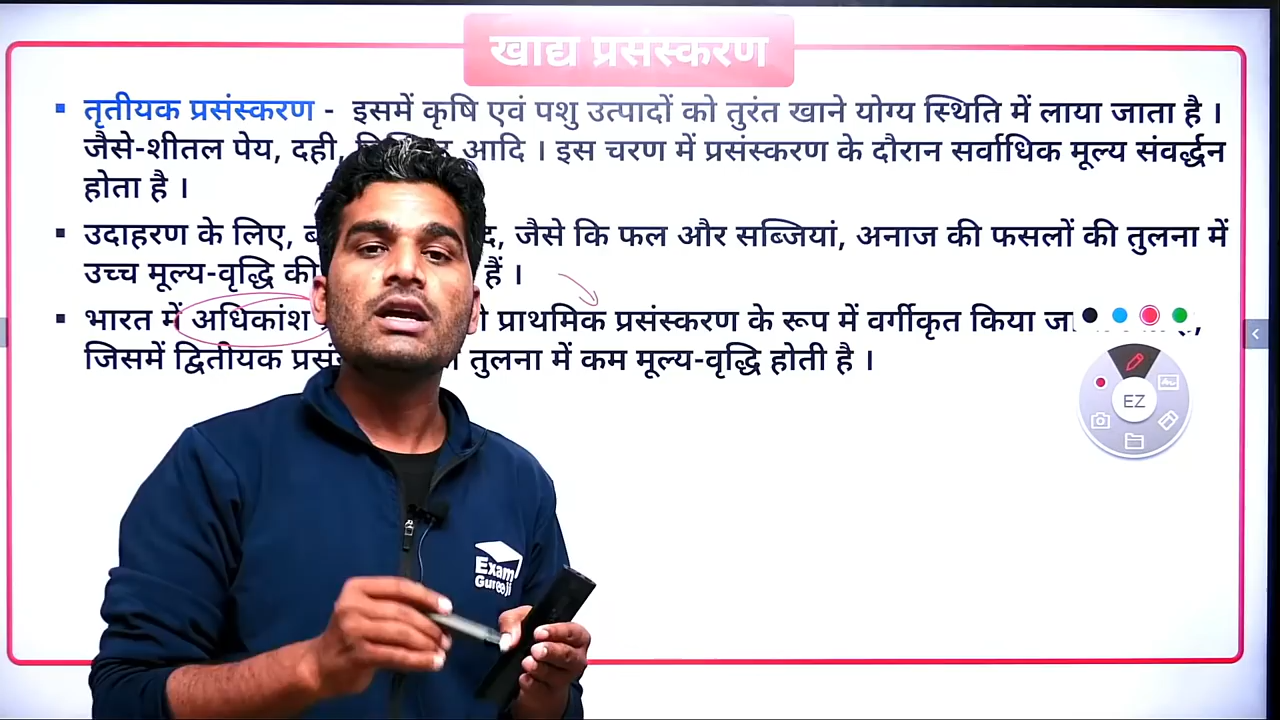 खाद्य प्रसंस्करण
▪ तृतीयक प्रसंस्करण - इसमें कृषि एवं पशु उत्पादों को तुरंत खाने योग्य स्थिति में लाया जाता है ।
जैसे-शीतल पेय, दही, आदि । इस चरण में प्रसंस्करण के दौरान सर्वाधिक मूल्य संवर्द्धन
होता है ।
▪ उदाहरण के लिए, जैसे कि फल और सब्जियां, अनाज की फसलों की तुलना में
उच्च मूल्य-वृद्धि की हैं ।
▪ भारत में अधिकांश प्राथमिक प्रसंस्करण के रूप में वर्गीकृत किया
जिसमें द्वितीयक तुलना में कम मूल्य-वृद्धि होती है ।
EZ
Exam
Gureeji